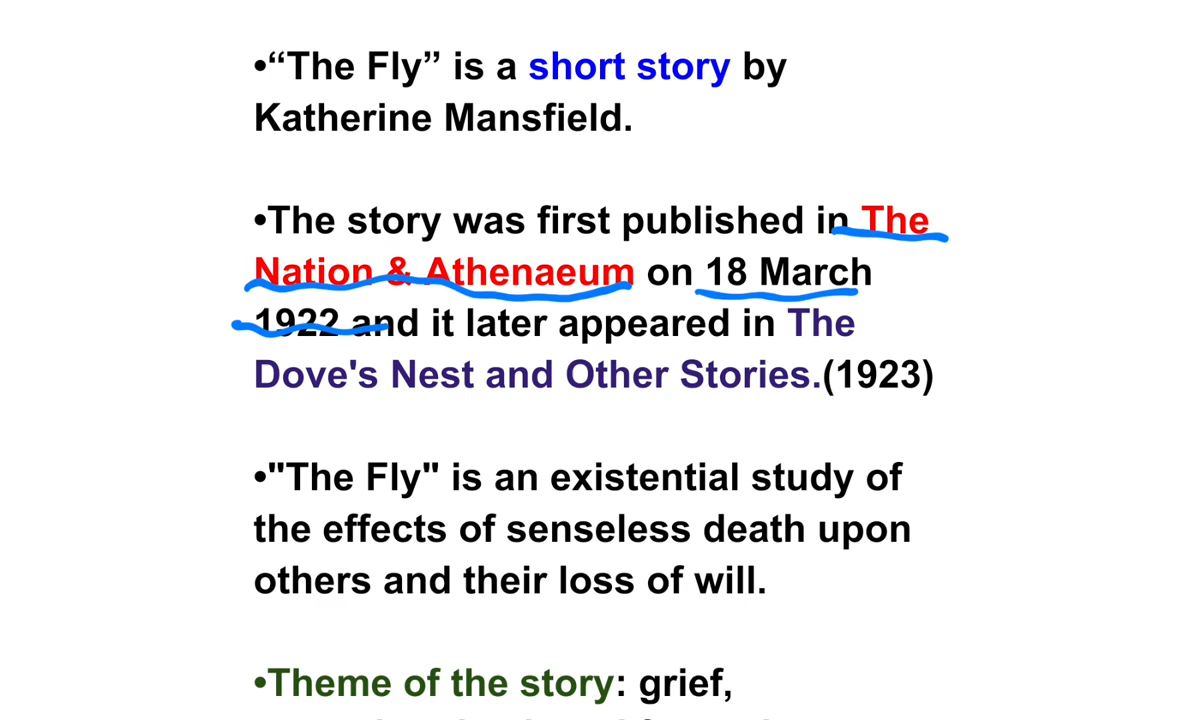 •“The Fly” is a short story by
Katherine Mansfield.
•The story was first published in The
Nation & Athenaeum on 18 March
1922 and it later appeared in The
Dove's Nest and Other Stories.(1923)
•"The Fly" is an existential study of
the effects of senseless death upon
others and their loss of will.
•Theme of the story: grief,